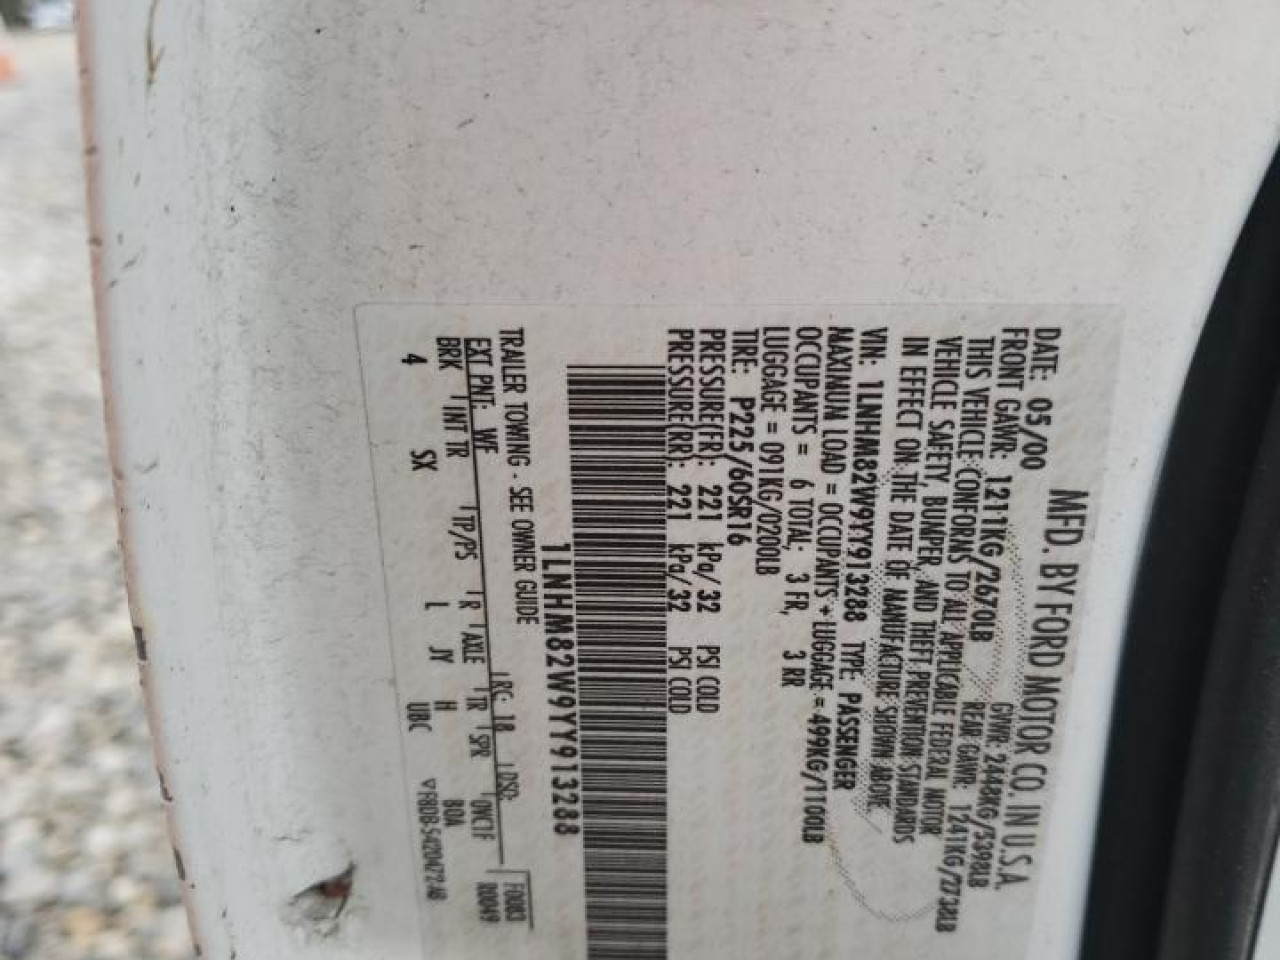 MFD. BY FORD MOTOR CO. IN U.S.A.
DATE: 05/00 GVWR: 2448KG/5398LB
FRONT GAWR: 1211KG/2670LB REAR GAWR: 1241KG/2738LB
THIS VEHICLE CONFORMS TO ALL APPLICABLE FEDERAL MOTOR
VEHICLE SAFETY, BUMPER, AND THEFT PREVENTION STANDARDS
IN EFFECT ON THE DATE OF MANUFACTURE SHOWN ABOVE
VIN: 1LNHM82W9YY913288 TYPE: PASSENGER
MAXIMUM LOAD = OCCUPANTS + LUGGAGE = 499KG/1100LB
OCCUPANTS = 6 TOTAL; 3 FR, 3 RR
LUGGAGE = 091KG/0200LB
TIRE: P225/60SR16
PRESSURE(FR): 221 kPa/32 PSI COLD
PRESSURE(RR): 221 kPa/32 PSI COLD
1LNHM82W9YY913288
TRAILER TOWING - SEE OWNER GUIDE
EXT PNT: WF RC: 18 DSO: F0083
BRK INT TR TP/PS R AXLE TR SPR R0049
4 SX L JY H
UBC